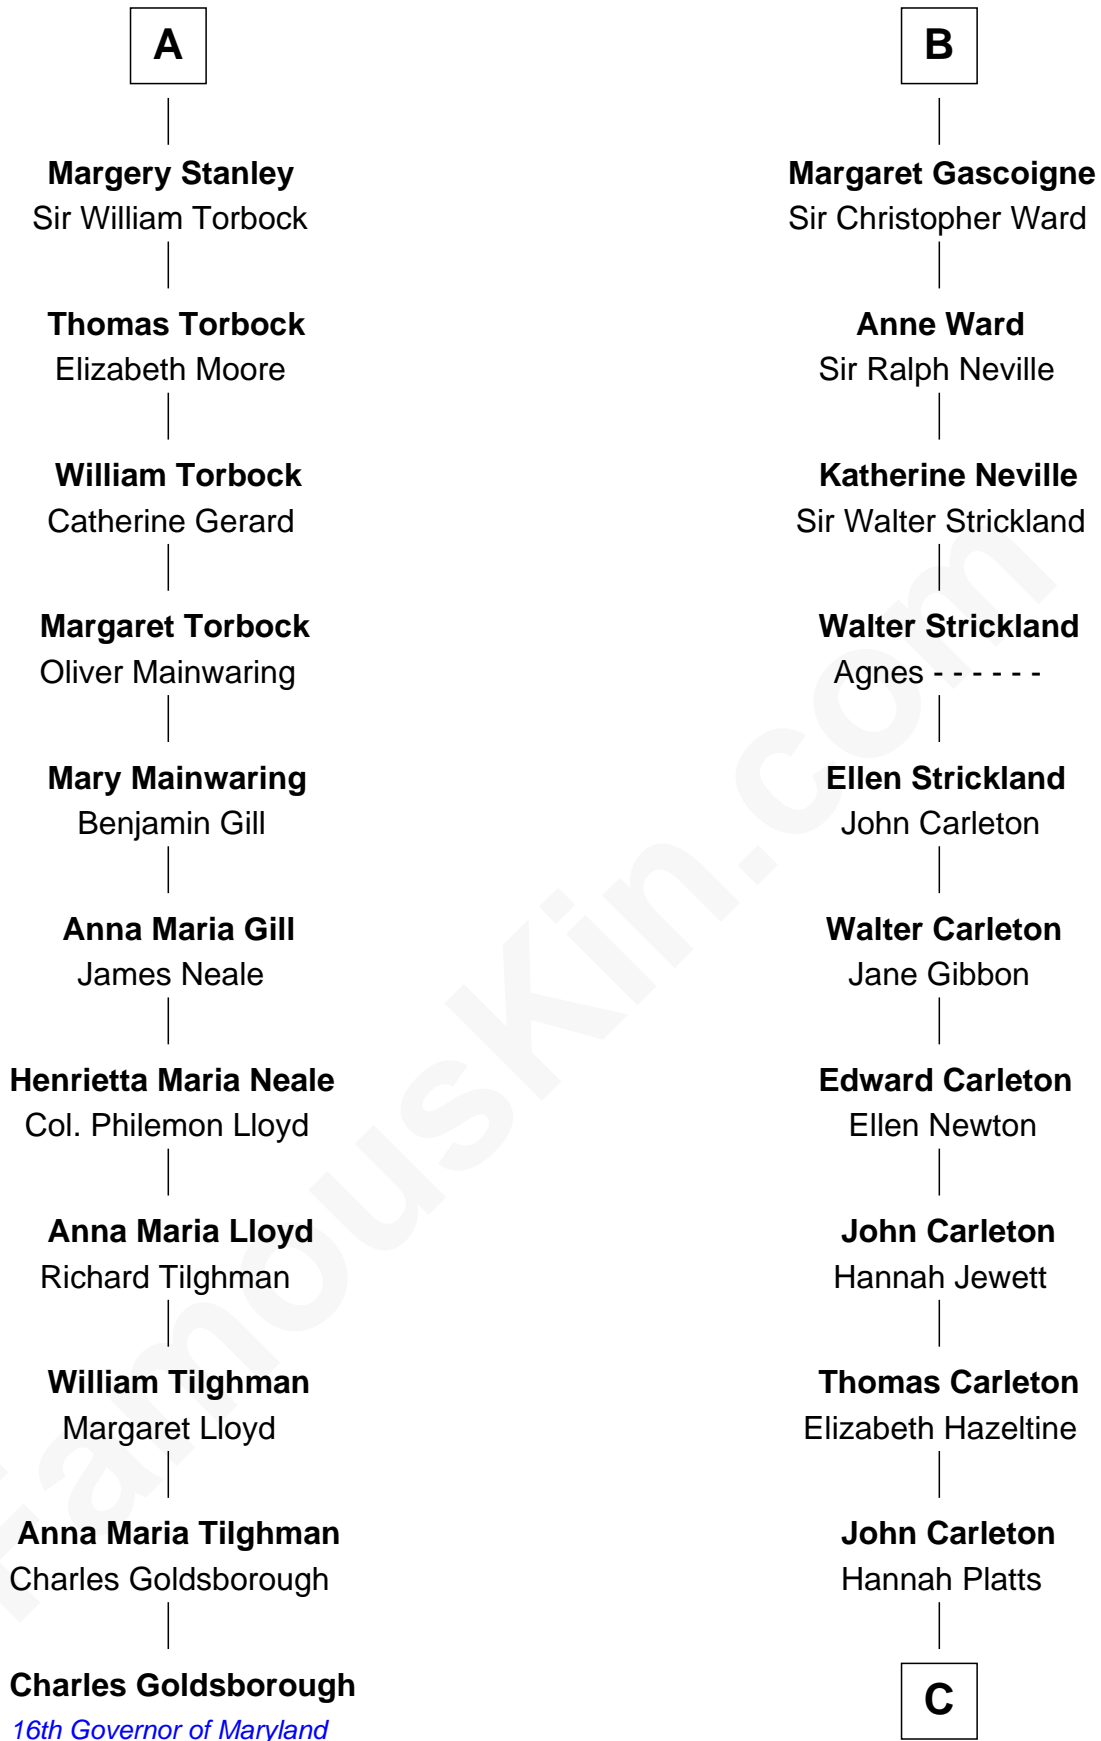 A
Margery Stanley
Sir William Torbock
Thomas Torbock
Elizabeth Moore
William Torbock
Catherine Gerard
Margaret Torbock
Oliver Mainwaring
Mary Mainwaring
Benjamin Gill
Anna Maria Gill
James Neale
Henrietta Maria Neale
Col. Philemon Lloyd
Anna Maria Lloyd
Richard Tilghman
William Tilghman
Margaret Lloyd
Anna Maria Tilghman
Charles Goldsborough
Charles Goldsborough
16th Governor of Maryland
B
Margaret Gascoigne
Sir Christopher Ward
Anne Ward
Sir Ralph Neville
Katherine Neville
Sir Walter Strickland
Walter Strickland
Agnes - - - - - -
Ellen Strickland
John Carleton
Walter Carleton
Jane Gibbon
Edward Carleton
Ellen Newton
John Carleton
Hannah Jewett
Thomas Carleton
Elizabeth Hazeltine
John Carleton
Hannah Platts
C
FamousKin.com